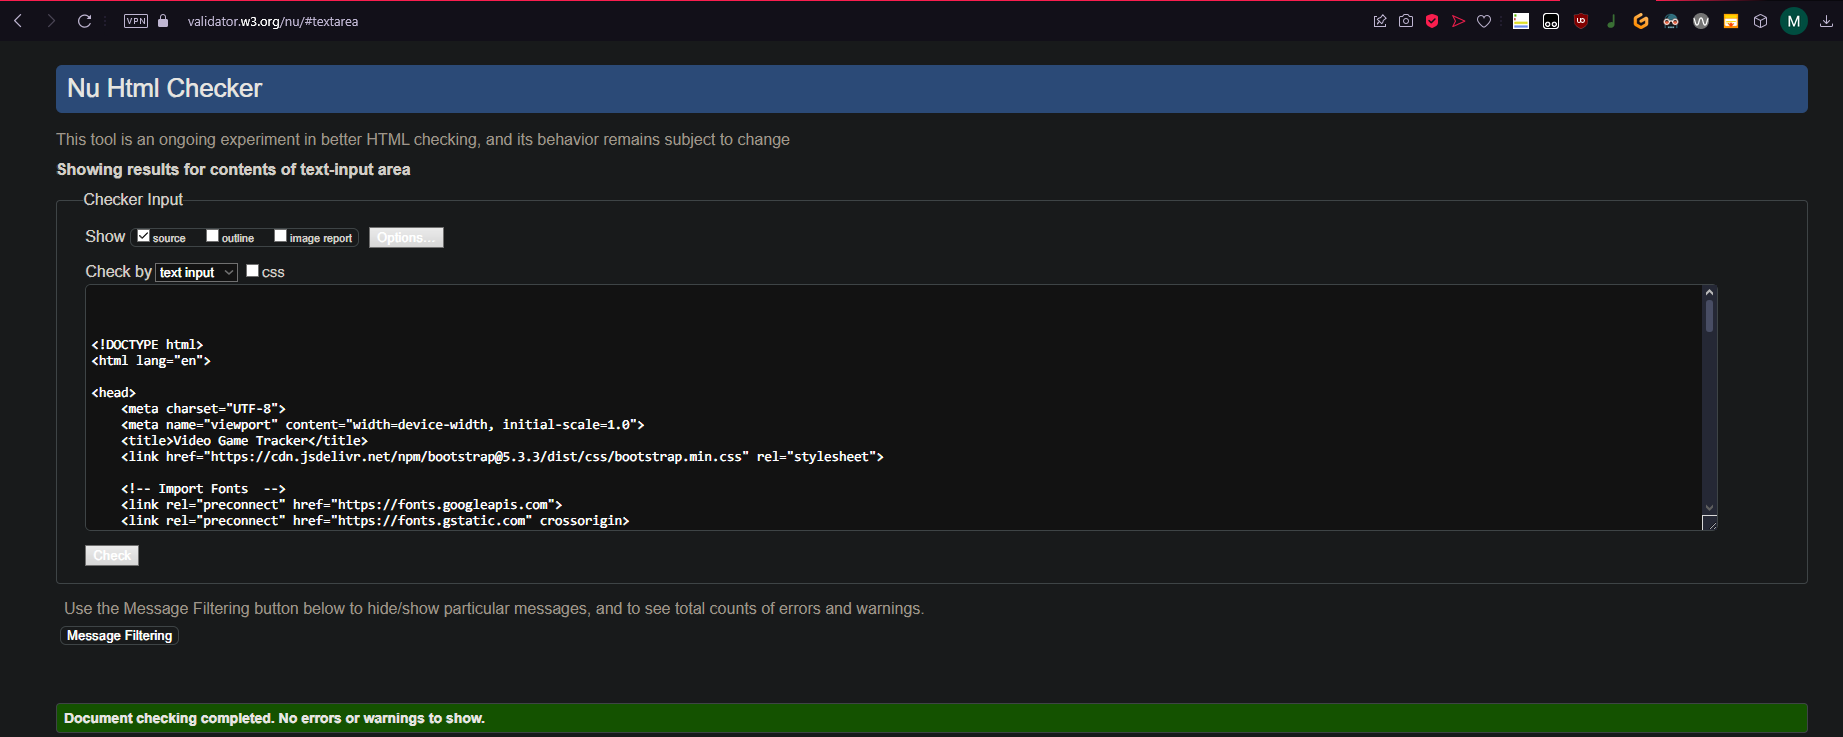 VPN validator.w3.org/nu/#textarea
M
Nu Html Checker
This tool is an ongoing experiment in better HTML checking, and its behavior remains subject to change
Showing results for contents of text-input area
Checker Input
Show source outline image report Options...
Check by text input css
<!DOCTYPE html>
<html lang="en">
<head>
<meta charset="UTF-8">
<meta name="viewport" content="width=device-width, initial-scale=1.0">
<title>Video Game Tracker</title>
<link href="https://cdn.jsdelivr.net/npm/bootstrap@5.3.3/dist/css/bootstrap.min.css" rel="stylesheet">
<!-- Import Fonts  -->
<link rel="preconnect" href="https://fonts.googleapis.com">
<link rel="preconnect" href="https://fonts.gstatic.com" crossorigin>
Check
Use the Message Filtering button below to hide/show particular messages, and to see total counts of errors and warnings.
Message Filtering
Document checking completed. No errors or warnings to show.